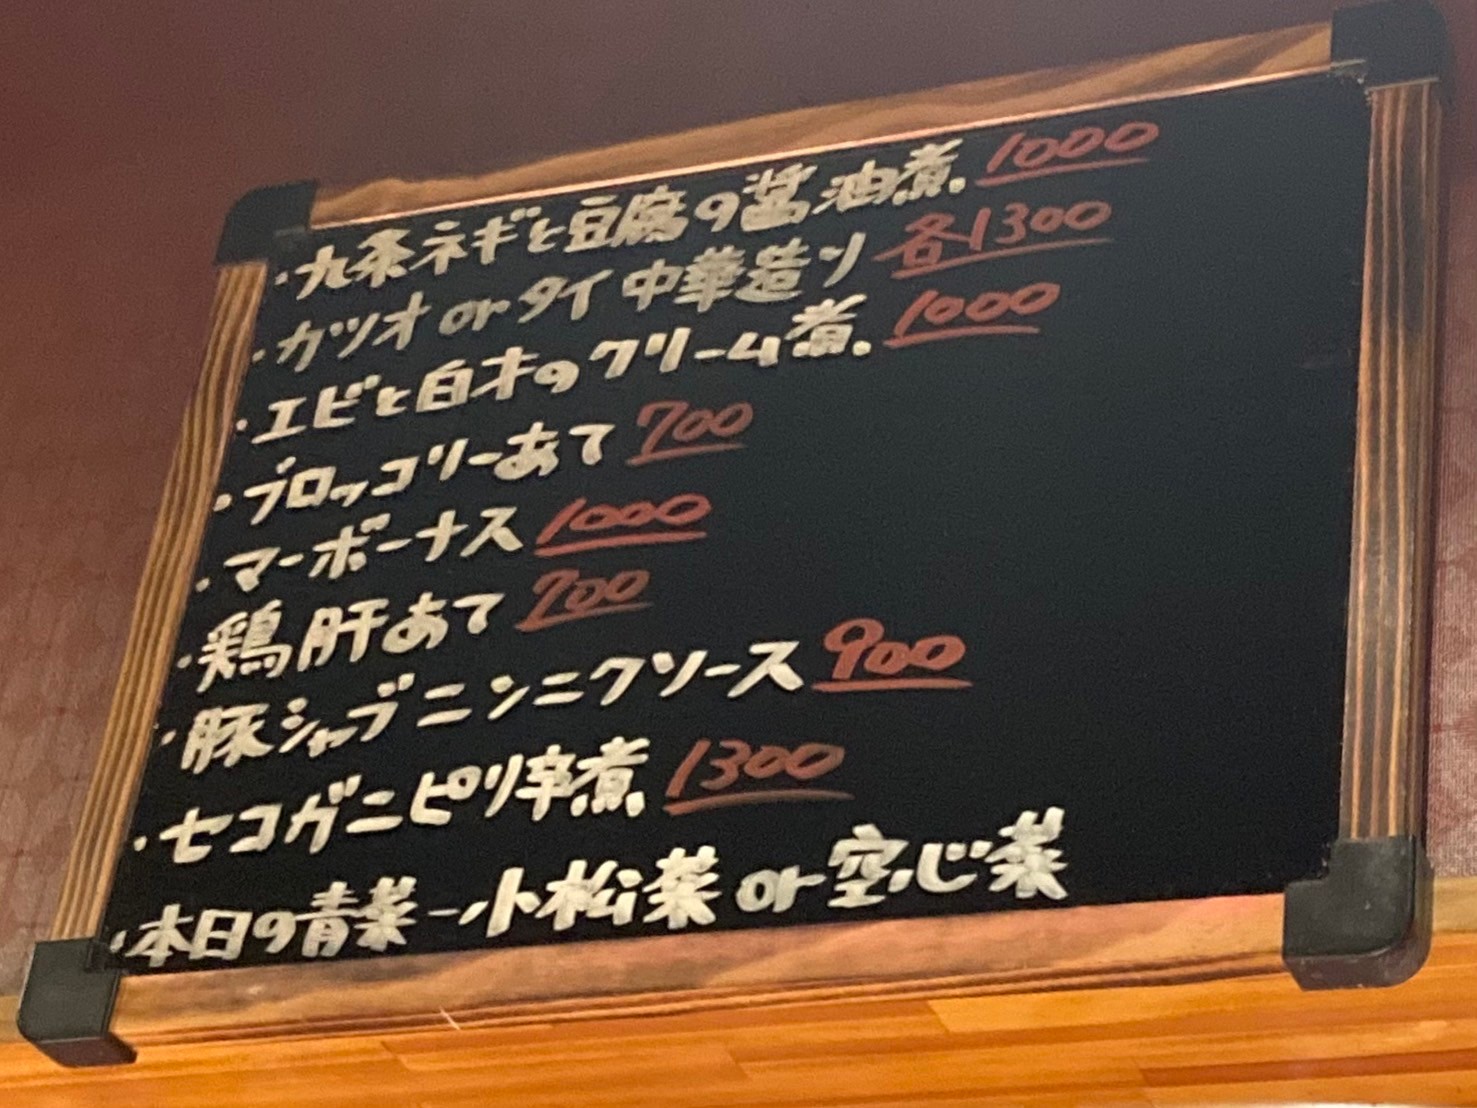 ・九条ネギと豆腐の醤油煮. 1000
・カツオorタイ中華造り 各1300
・エビと白才のクリーム煮. 1000
・ブロッコリーあて 700
・マーボーナス 1000
・鶏肝あて 700
・豚シャブニンニクソース 900
・セコガニピリ辛煮. 1300
・本日の青菜-小松菜or空心菜